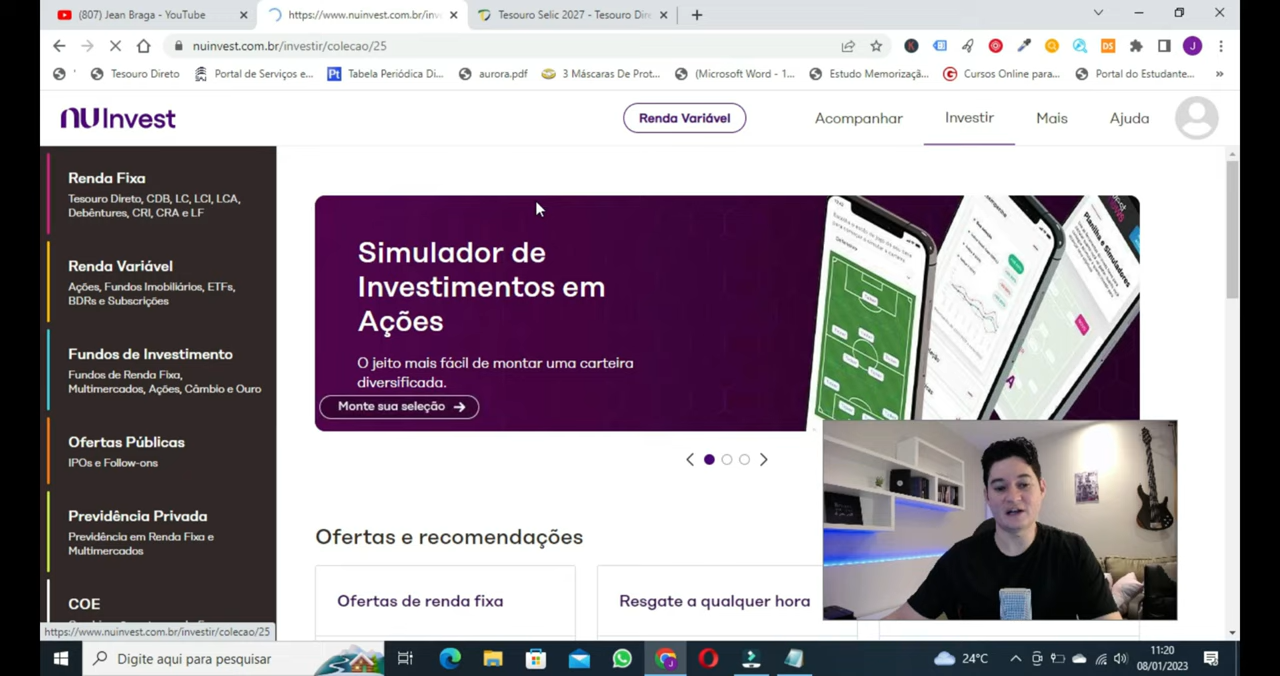 (807) Jean Braga - YouTube
https://www.nuinvest.com.br/inv
Tesouro Selic 2027 - Tesouro Dir
nuinvest.com.br/investir/colecao/25
Tesouro Direto
Portal de Serviços e...
Tabela Periódica Di...
aurora.pdf
3 Máscaras De Prot...
(Microsoft Word - 1...
Estudo Memorizaçã...
Cursos Online para...
Portal do Estudante...
nuInvest
Renda Variável
Acompanhar
Investir
Mais
Ajuda
Renda Fixa
Tesouro Direto, CDB, LC, LCI, LCA,
Debêntures, CRI, CRA e LF
Renda Variável
Ações, Fundos Imobiliários, ETFs,
BDRs e Subscrições
Fundos de Investimento
Fundos de Renda Fixa,
Multimercados, Ações, Câmbio e Ouro
Ofertas Públicas
IPOs e Follow-ons
Previdência Privada
Previdência em Renda Fixa e
Multimercados
COE
https://www.nuinvest.com.br/investir/colecao/25
Simulador de
Investimentos em
Ações
O jeito mais fácil de montar uma carteira
diversificada.
Monte sua seleção
Planilha e Simuladores
Ofertas e recomendações
Ofertas de renda fixa
Resgate a qualquer hora
Digite aqui para pesquisar
24°C
11:20
08/01/2023